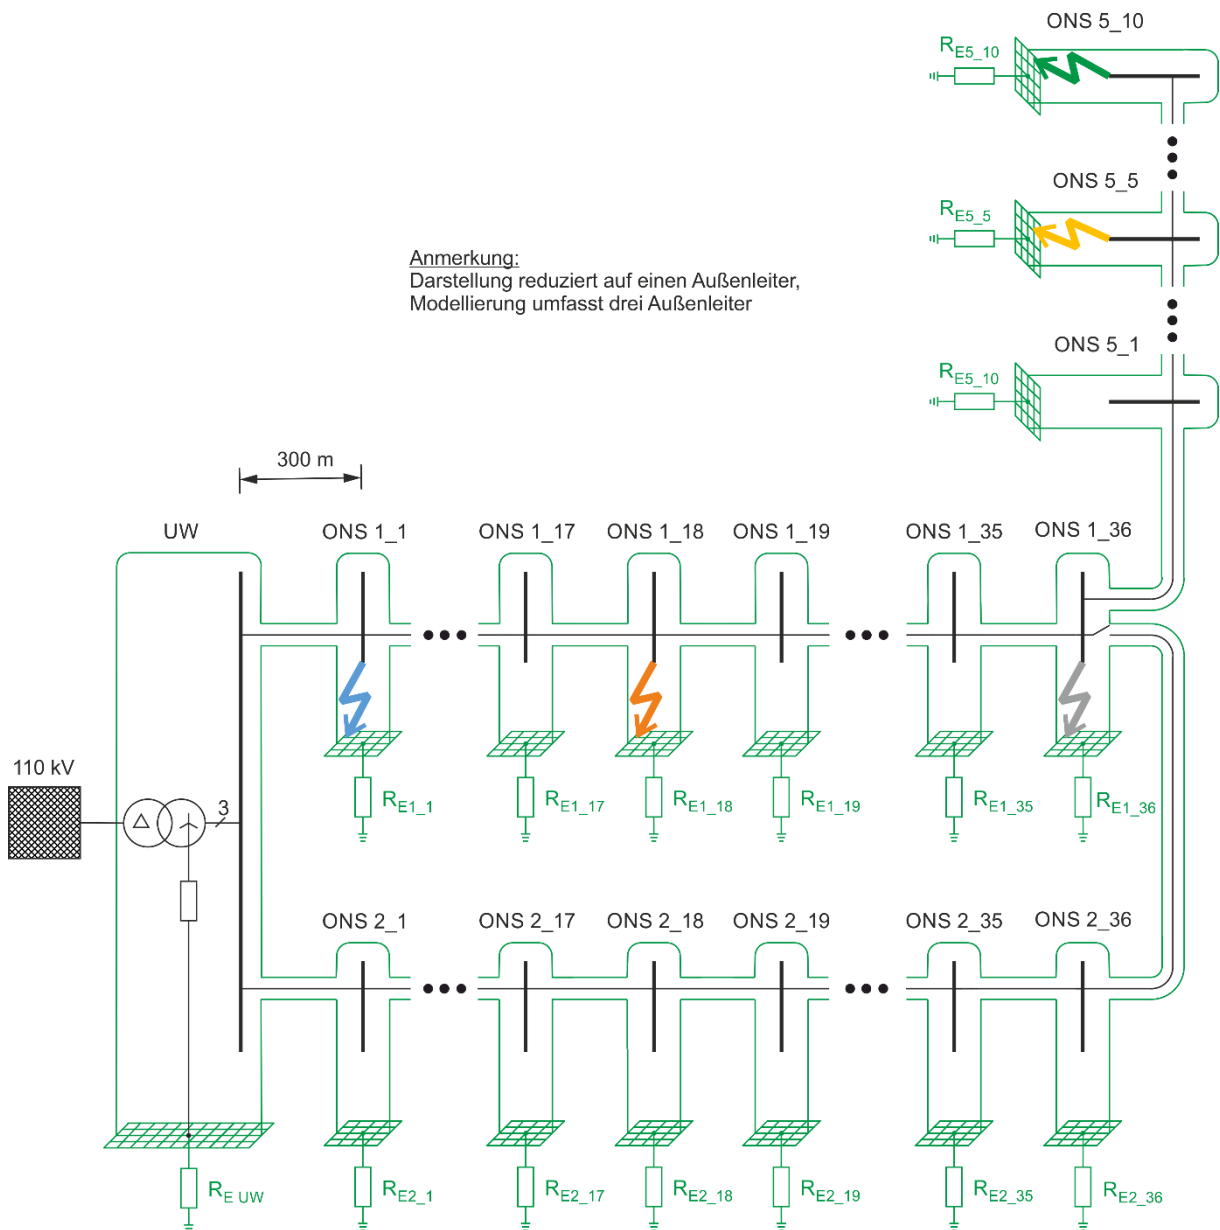 ONS 5_10
RE5_10
ONS 5_5
RE5_5
Anmerkung:
Darstellung reduziert auf einen Außenleiter,
Modellierung umfasst drei Außenleiter
ONS 5_1
RE5_10
300 m
UW
ONS 1_1
ONS 1_17
ONS 1_18
ONS 1_19
ONS 1_35
ONS 1_36
110 kV
3
RE1_1
RE1_17
RE1_18
RE1_19
RE1_35
RE1_36
ONS 2_1
ONS 2_17
ONS 2_18
ONS 2_19
ONS 2_35
ONS 2_36
RE UW
RE2_1
RE2_17
RE2_18
RE2_19
RE2_35
RE2_36